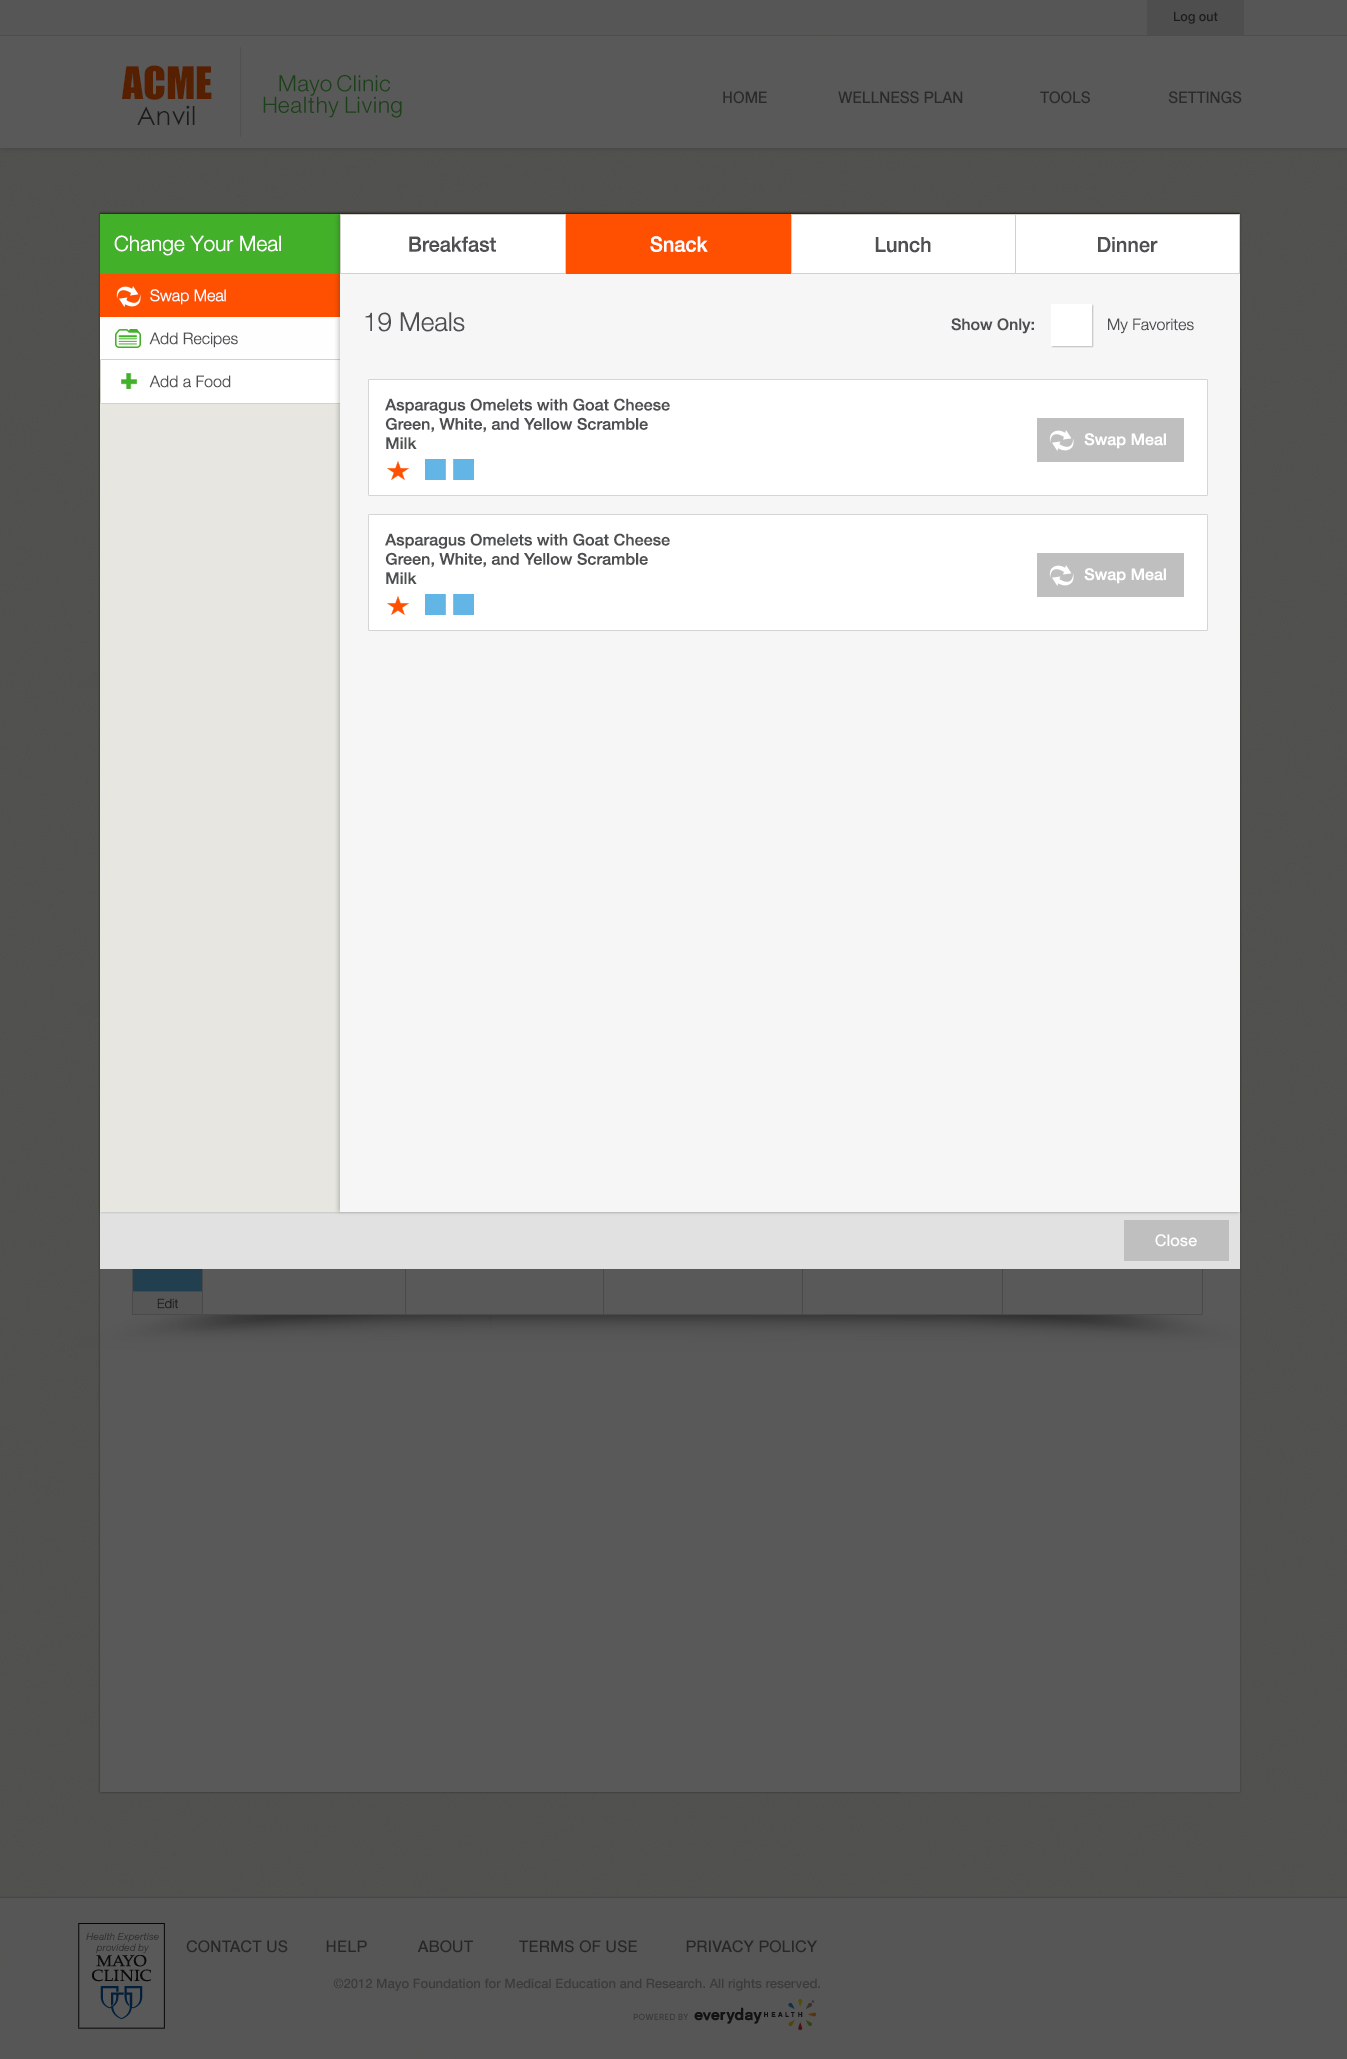 Log out
ACME
Anvil
Mayo Clinic
Healthy Living
HOME
WELLNESS PLAN
TOOLS
SETTINGS
Change Your Meal
Breakfast
Snack
Lunch
Dinner
Swap Meal
Add Recipes
Add a Food
19 Meals
Show Only:
My Favorites
Asparagus Omelets with Goat Cheese
Green, White, and Yellow Scramble
Milk
Swap Meal
Asparagus Omelets with Goat Cheese
Green, White, and Yellow Scramble
Milk
Swap Meal
Close
Edit
Health Expertise
provided by
MAYO
CLINIC
CONTACT US
HELP
ABOUT
TERMS OF USE
PRIVACY POLICY
©2012 Mayo Foundation for Medical Education and Research. All rights reserved.
POWERED BY everyday HEALTH